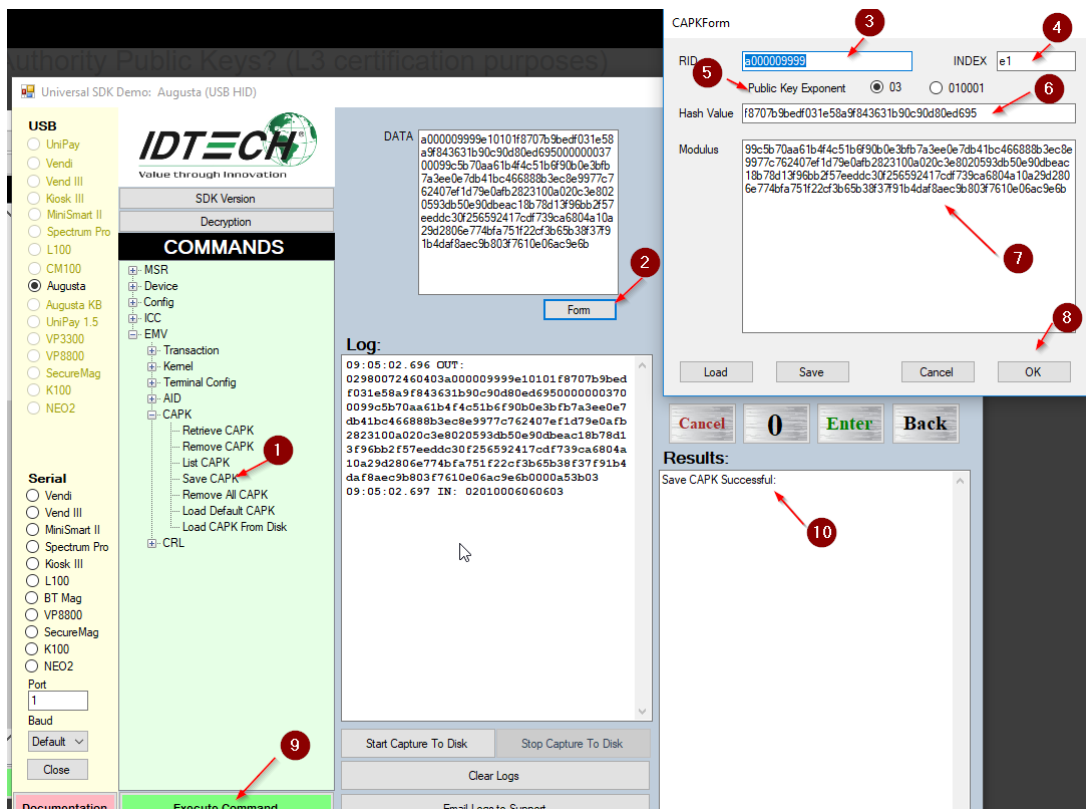 Authority Public Keys? (L3 certification purposes
Universal SDK Demo: Augusta (USB HID)
USB
UniPay
Vendi
Vend III
Kiosk III
MiniSmart II
Spectrum Pro
L100
CM100
Augusta
Augusta KB
UniPay 1.5
VP3300
VP8800
SecureMag
K100
NEO2
Serial
Vendi
Vend III
MiniSmart II
Spectrum Pro
Kiosk III
L100
BT Mag
VP8800
SecureMag
K100
NEO2
Port
1
Baud
Default
Close
Documentation
IDTECH
Value through Innovation
SDK Version
Decryption
COMMANDS
MSR
Device
Config
ICC
EMV
Transaction
Kernel
Terminal Config
AID
CAPK
Retrieve CAPK
Remove CAPK
List CAPK
1
Save CAPK
Remove All CAPK
Load Default CAPK
Load CAPK From Disk
CRL
9
Execute Command
DATA
a000009999e10101f8707b9bedf031e58
a9f843631b90c90d80ed695000000037
00099c5b70aa61b4f4c51b6f90b0e3bfb
7a3ee0e7db41bc466888b3ec8e9977c7
62407ef1d79e0afb2823100a020c3e802
0593db50e90dbeac18b78d13f96bb2f57
eeddc30f256592417cdf739ca6804a10a
29d2806e774bfa751f22cf3b65b38f37f9
1b4daf8aec9b803f7610e06ac9e6b
2
Form
Log:
09:05:02.696 OUT:
02980072460403a000009999e10101f8707b9bed
f031e58a9f843631b90c90d80ed6950000000370
0099c5b70aa61b4f4c51b6f90b0e3bfb7a3ee0e7
db41bc466888b3ec8e9977c762407ef1d79e0afb
2823100a020c3e8020593db50e90dbeac18b78d1
3f96bb2f57eeddc30f256592417cdf739ca6804a
10a29d2806e774bfa751f22cf3b65b38f37f91b4
daf8aec9b803f7610e06ac9e6b0000a53b03
09:05:02.697 IN: 02010006060603
Start Capture To Disk
Stop Capture To Disk
Clear Logs
Email Logs to Support
CAPKForm
3
4
RID
a000009999
INDEX
e1
5
Public Key Exponent
03
010001
6
Hash Value
f8707b9bedf031e58a9f843631b90c90d80ed695
Modulus
99c5b70aa61b4f4c51b6f90b0e3bfb7a3ee0e7db41bc466888b3ec8e
9977c762407ef1d79e0afb2823100a020c3e8020593db50e90dbeac
18b78d13f96bb2f57eeddc30f256592417cdf739ca6804a10a29d280
6e774bfa751f22cf3b65b38f37f91b4daf8aec9b803f7610e06ac9e6b
7
8
Load
Save
Cancel
OK
Cancel
0
Enter
Back
Results:
Save CAPK Successful:
10